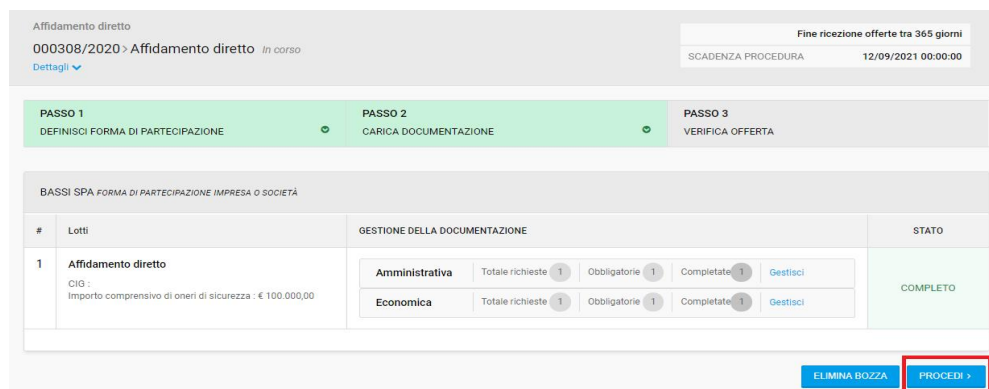 Affidamento diretto
000308/2020 > Affidamento diretto In corso
Dettagli
Fine ricezione offerte tra 365 giorni
SCADENZA PROCEDURA 12/09/2021 00:00:00
PASSO 1
DEFINISCI FORMA DI PARTECIPAZIONE
PASSO 2
CARICA DOCUMENTAZIONE
PASSO 3
VERIFICA OFFERTA
BASSI SPA FORMA DI PARTECIPAZIONE IMPRESA O SOCIETÀ
# Lotti GESTIONE DELLA DOCUMENTAZIONE STATO
1 Affidamento diretto
CIG :
Importo comprensivo di oneri di sicurezza : € 100.000,00
Amministrativa Totale richieste 1 Obbligatorie 1 Completate 1 Gestisci
Economica Totale richieste 1 Obbligatorie 1 Completate 1 Gestisci
COMPLETO
ELIMINA BOZZA PROCEDI >